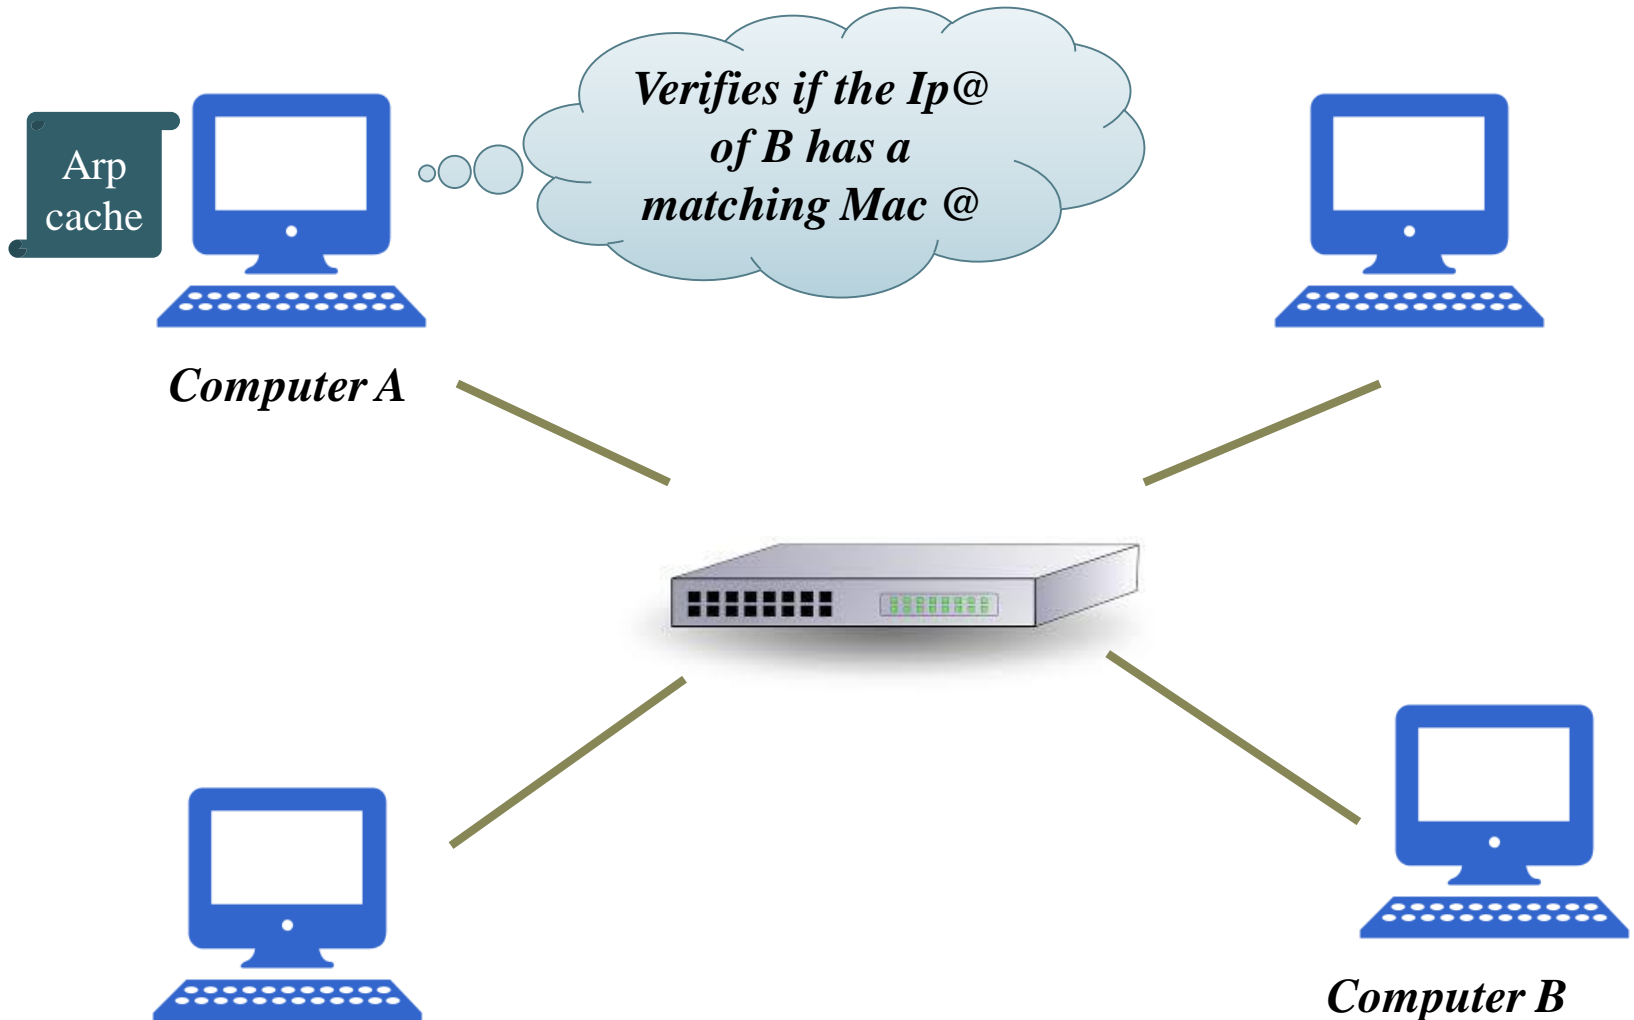 Verifies if the Ip@
of B has a
matching Mac @
Arp
cache
Computer A
Computer B